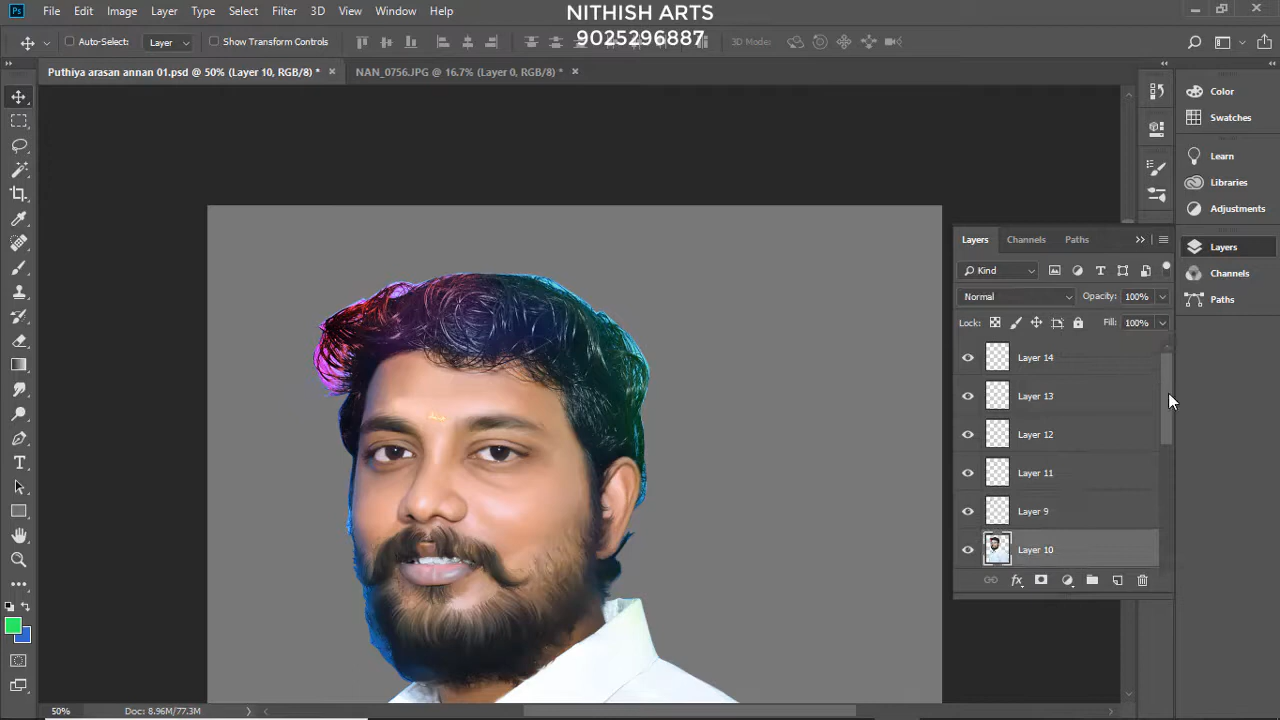 Ps File Edit Image Layer Type Select Filter 3D View Window Help
NITHISH ARTS
9025296887
Auto-Select: Layer Show Transform Controls 3D Mode:
Puthiya arasan annan 01.psd @ 50% (Layer 10, RGB/8) * × NAN_0756.JPG @ 16.7% (Layer 0, RGB/8) * ×
Color
Swatches
Learn
Libraries
Adjustments
Layers
Channels
Paths
Layers Channels Paths
Kind
Normal Opacity: 100%
Lock: Fill: 100%
Layer 14
Layer 13
Layer 12
Layer 11
Layer 9
Layer 10
fx
50% Doc: 8.96M/77.3M